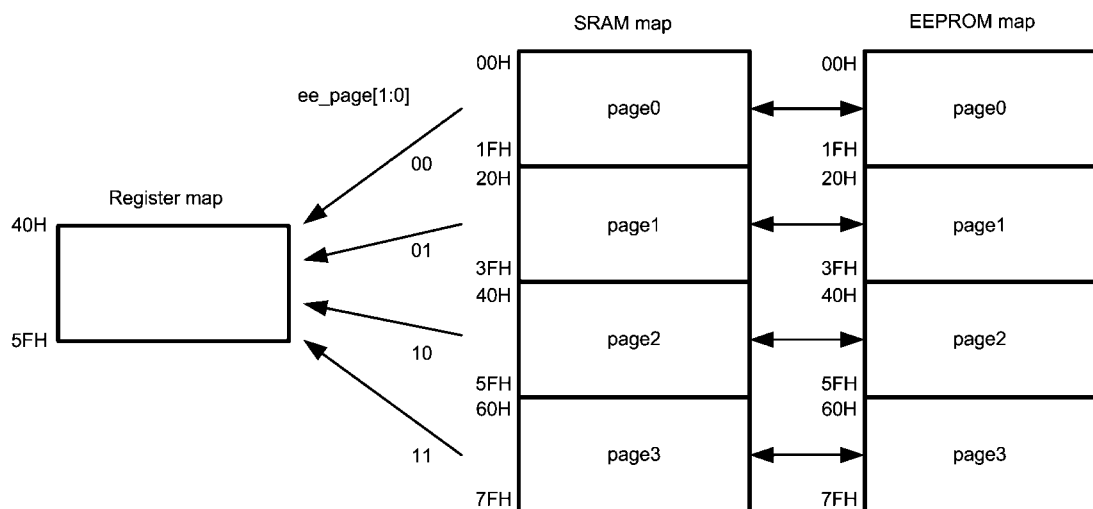 SRAM map
EEPROM map
ee_page[1:0]
00H
page0
1FH
00H
page0
1FH
00
Register map
40H
5FH
20H
page1
3FH
20H
page1
3FH
01
40H
page2
5FH
40H
page2
5FH
10
60H
page3
7FH
60H
page3
7FH
11